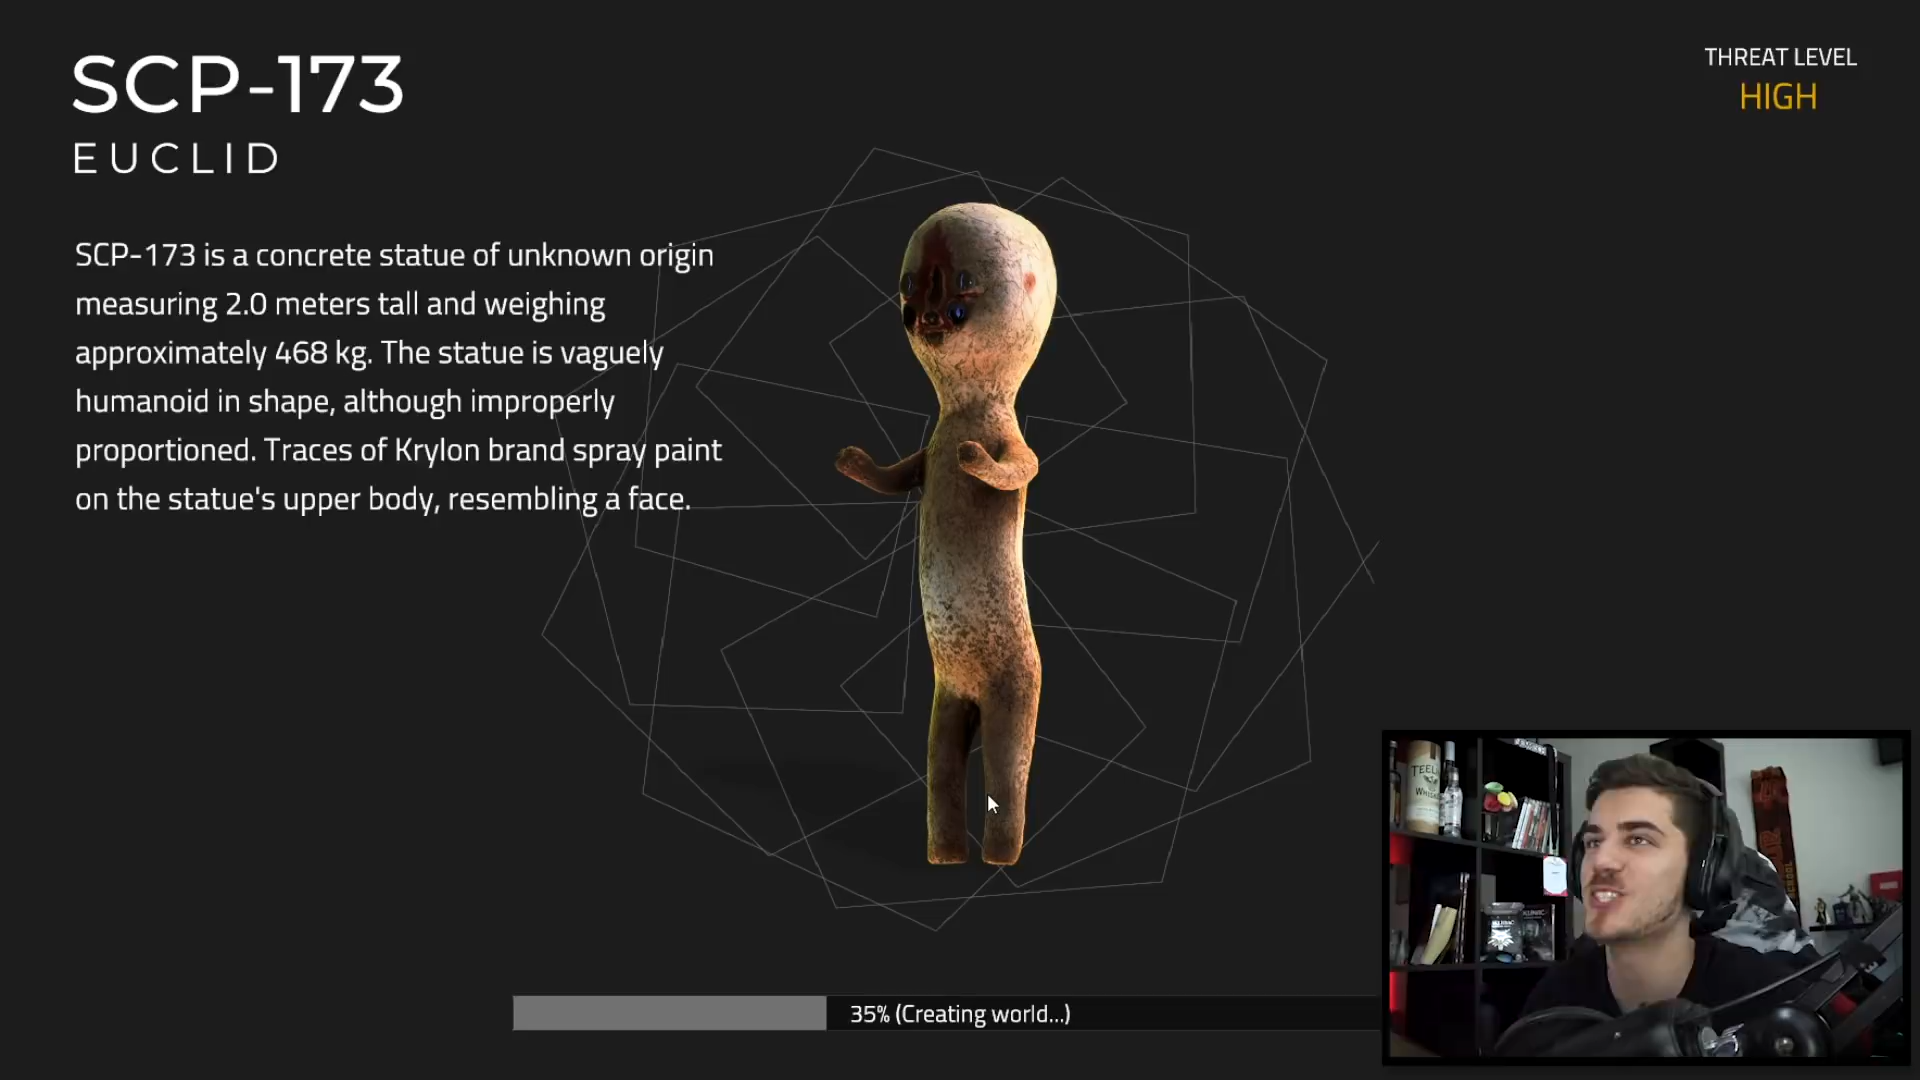 SCP-173
EUCLID
THREAT LEVEL
HIGH
SCP-173 is a concrete statue of unknown origin
measuring 2.0 meters tall and weighing
approximately 468 kg. The statue is vaguely
humanoid in shape, although improperly
proportioned. Traces of Krylon brand spray paint
on the statue's upper body, resembling a face.
35% (Creating world...)